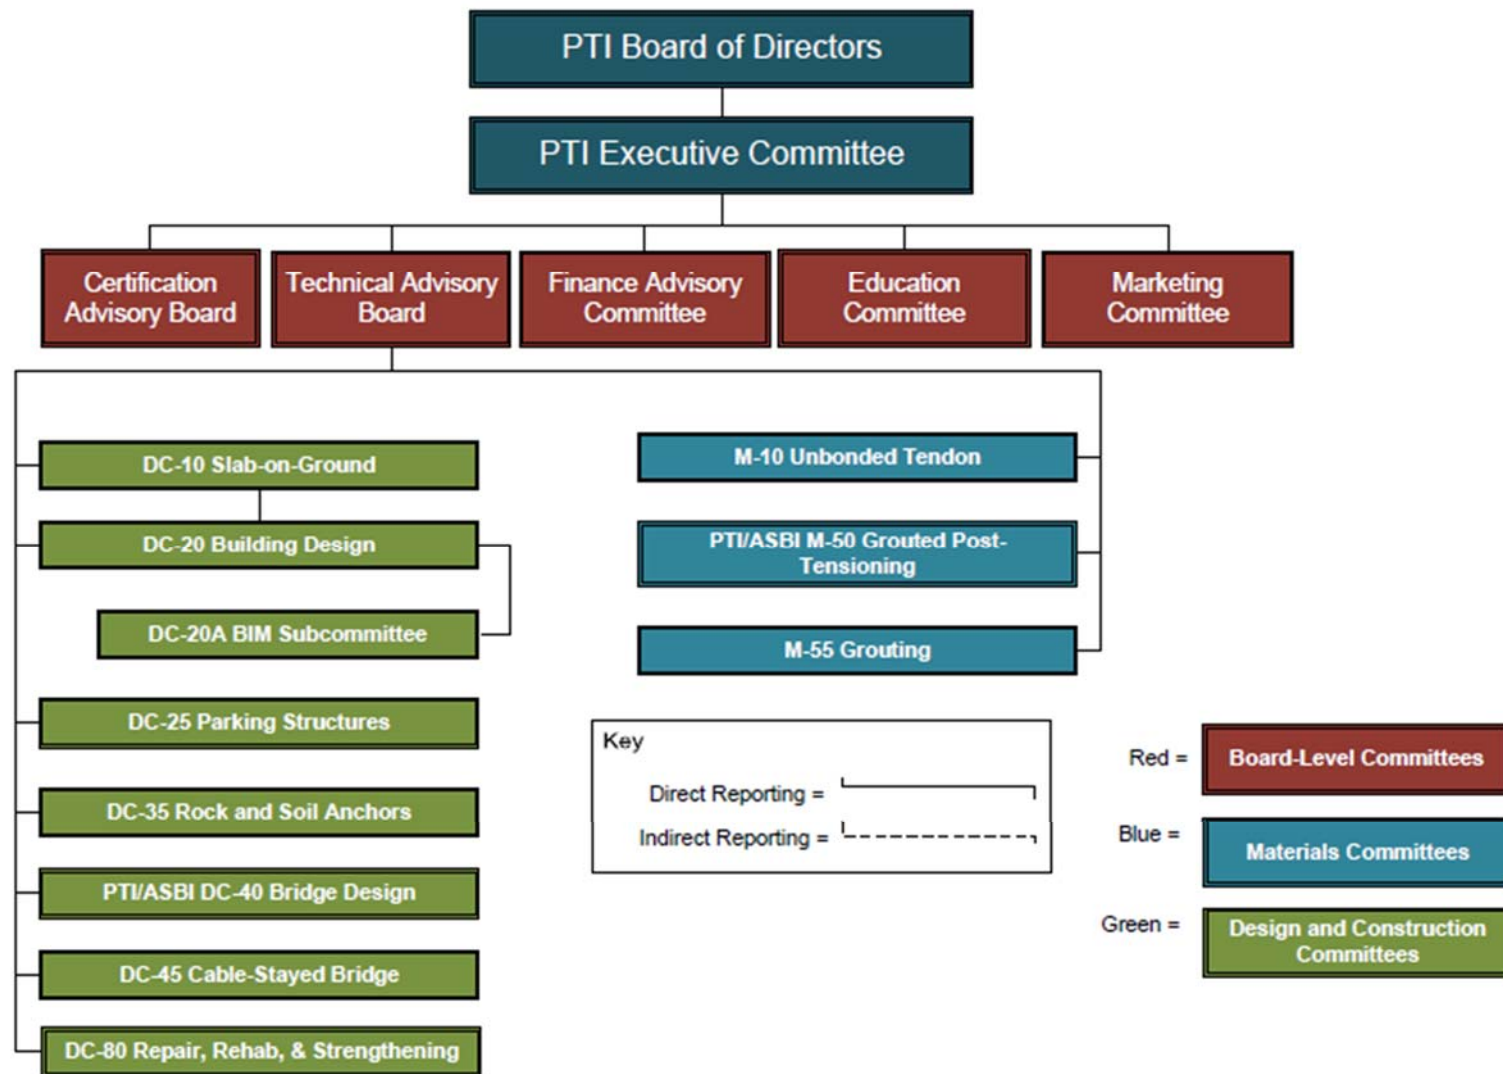 PTI Board of Directors
PTI Executive Committee
Certification
Advisory Board
Technical Advisory
Board
Finance Advisory
Committee
Education
Committee
Marketing
Committee
DC-10 Slab-on-Ground
DC-20 Building Design
DC-20A BIM Subcommittee
DC-25 Parking Structures
DC-35 Rock and Soil Anchors
PTI/ASBI DC-40 Bridge Design
DC-45 Cable-Stayed Bridge
DC-80 Repair, Rehab, & Strengthening
M-10 Unbonded Tendon
PTI/ASBI M-50 Grouted Post-
Tensioning
M-55 Grouting
Key
Direct Reporting =
Indirect Reporting =
Red =
Board-Level Committees
Blue =
Materials Committees
Green =
Design and Construction
Committees